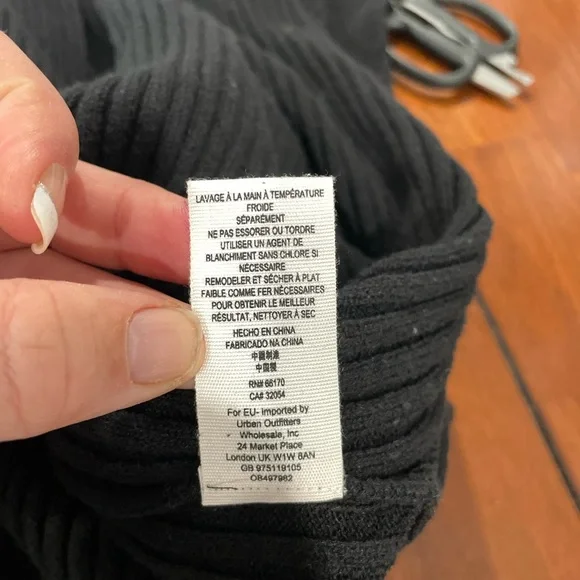 LAVAGE À LA MAIN À TEMPÉRATURE
FROIDE
SÉPARÉMENT
NE PAS ESSORER OU TORDRE
UTILISER UN AGENT DE
BLANCHIMENT SANS CHLORE SI
NÉCESSAIRE
REMODELER ET SÈCHER À PLAT
FAIBLE COMME FER NÉCESSAIRES
POUR OBTENIR LE MEILLEUR
RÉSULTAT, NETTOYER À SEC
HECHO EN CHINA
FABRICADO NA CHINA
中國制造
中国製
RN# 66170
CA# 32054
For EU- imported by
Urban Outfitters
Wholesale, Inc
24 Market Place
London UK W1W 8AN
GB 975119105
OB497982